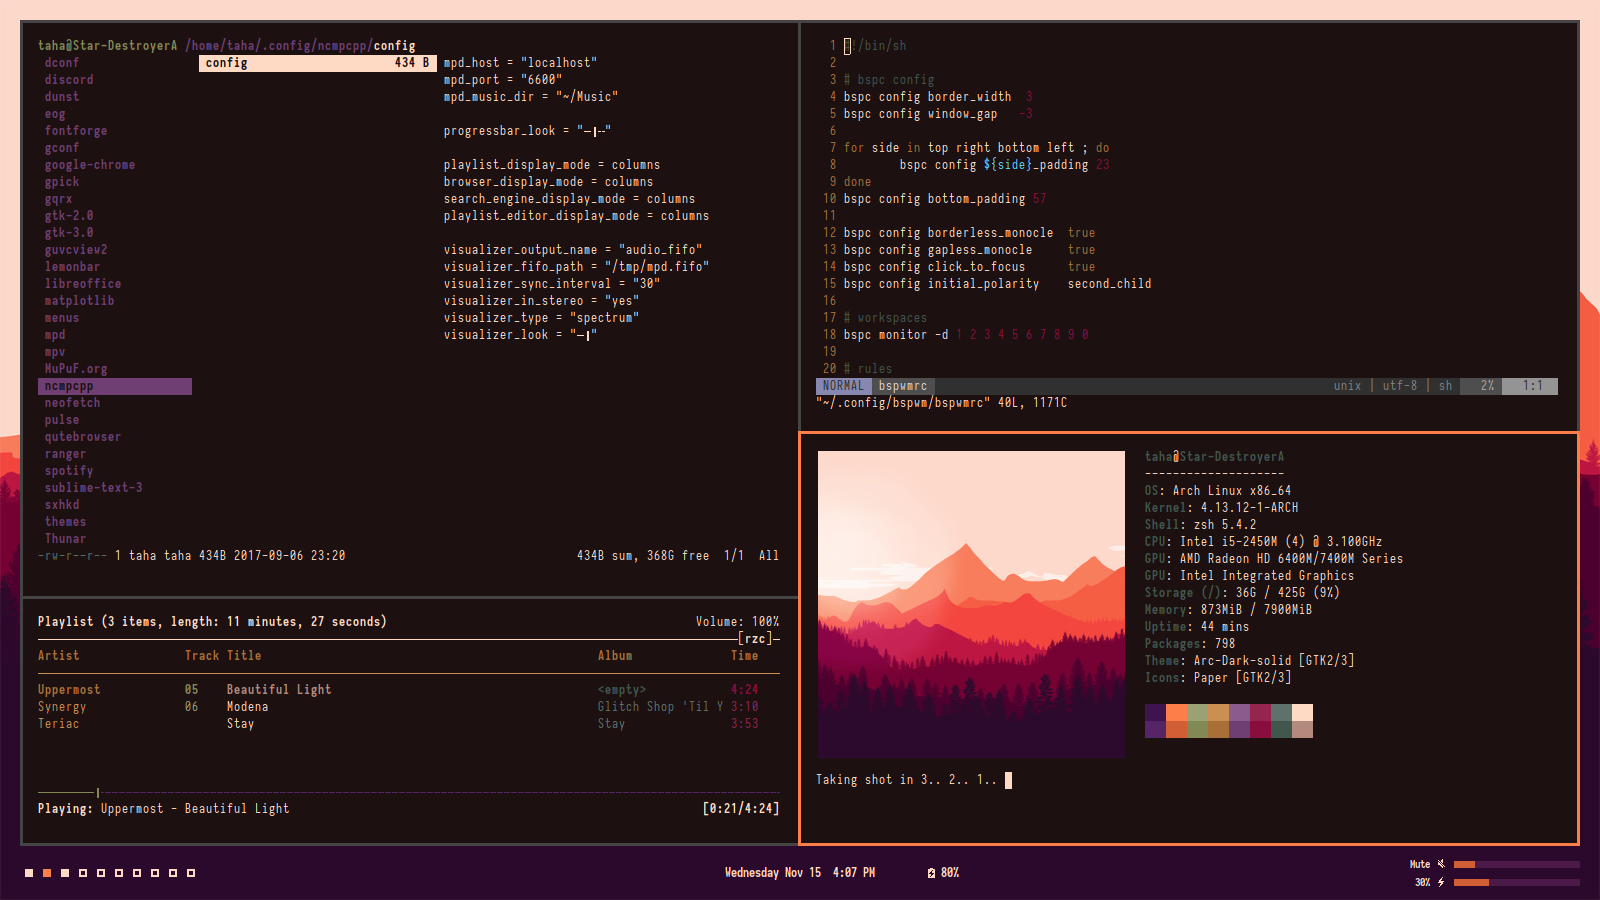 taha@Star-DestroyerA /home/taha/.config/ncmpcpp/config
dconf
discord
dunst
eog
fontforge
gconf
google-chrome
gpick
gqrx
gtk-2.0
gtk-3.0
guvcview2
lemonbar
libreoffice
matplotlib
menus
mpd
mpv
MuPuF.org
ncmpcpp
neofetch
pulse
qutebrowser
ranger
spotify
sublime-text-3
sxhkd
themes
Thunar
config 434 B
mpd_host = "localhost"
mpd_port = "6600"
mpd_music_dir = "~/Music"
progressbar_look = "─|╌"
playlist_display_mode = columns
browser_display_mode = columns
search_engine_display_mode = columns
playlist_editor_display_mode = columns
visualizer_output_name = "audio_fifo"
visualizer_fifo_path = "/tmp/mpd.fifo"
visualizer_sync_interval = "30"
visualizer_in_stereo = "yes"
visualizer_type = "spectrum"
visualizer_look = "─|"
-rw-r--r-- 1 taha taha 434B 2017-09-06 23:20 434B sum, 368G free 1/1 All
Playlist (3 items, length: 11 minutes, 27 seconds) Volume: 100%
[rzc]
Artist Track Title Album Time
Uppermost 05 Beautiful Light <empty> 4:24
Synergy 06 Modena Glitch Shop 'Til Y 3:10
Teriac Stay Stay 3:53
Playing: Uppermost - Beautiful Light [0:21/4:24]
1 #!/bin/sh
2
3 # bspc config
4 bspc config border_width 3
5 bspc config window_gap -3
6
7 for side in top right bottom left ; do
8 bspc config ${side}_padding 23
9 done
10 bspc config bottom_padding 57
11
12 bspc config borderless_monocle true
13 bspc config gapless_monocle true
14 bspc config click_to_focus true
15 bspc config initial_polarity second_child
16
17 # workspaces
18 bspc monitor -d 1 2 3 4 5 6 7 8 9 0
19
20 # rules
NORMAL bspwmrc unix | utf-8 | sh 2% 1:1
"~/.config/bspwm/bspwmrc" 40L, 1171C
taha@Star-DestroyerA
--------------------
OS: Arch Linux x86_64
Kernel: 4.13.12-1-ARCH
Shell: zsh 5.4.2
CPU: Intel i5-2450M (4) @ 3.100GHz
GPU: AMD Radeon HD 6400M/7400M Series
GPU: Intel Integrated Graphics
Storage (/): 36G / 425G (9%)
Memory: 873MiB / 7900MiB
Uptime: 44 mins
Packages: 798
Theme: Arc-Dark-solid [GTK2/3]
Icons: Paper [GTK2/3]
Taking shot in 3.. 2.. 1..
Wednesday Nov 15 4:07 PM 80%
Mute
30%